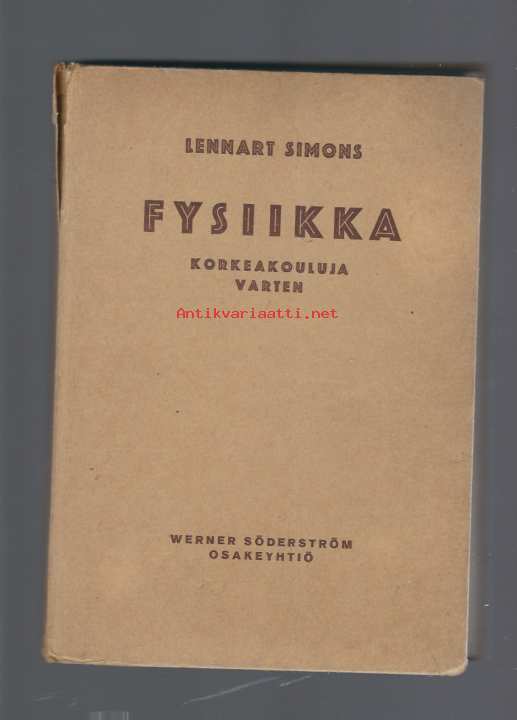 LENNART SIMONS
FYSIIKKA
KORKEAKOULUJA
VARTEN
Antikvariaatti.net
WERNER SÖDERSTRÖM
OSAKEYHTIÖ